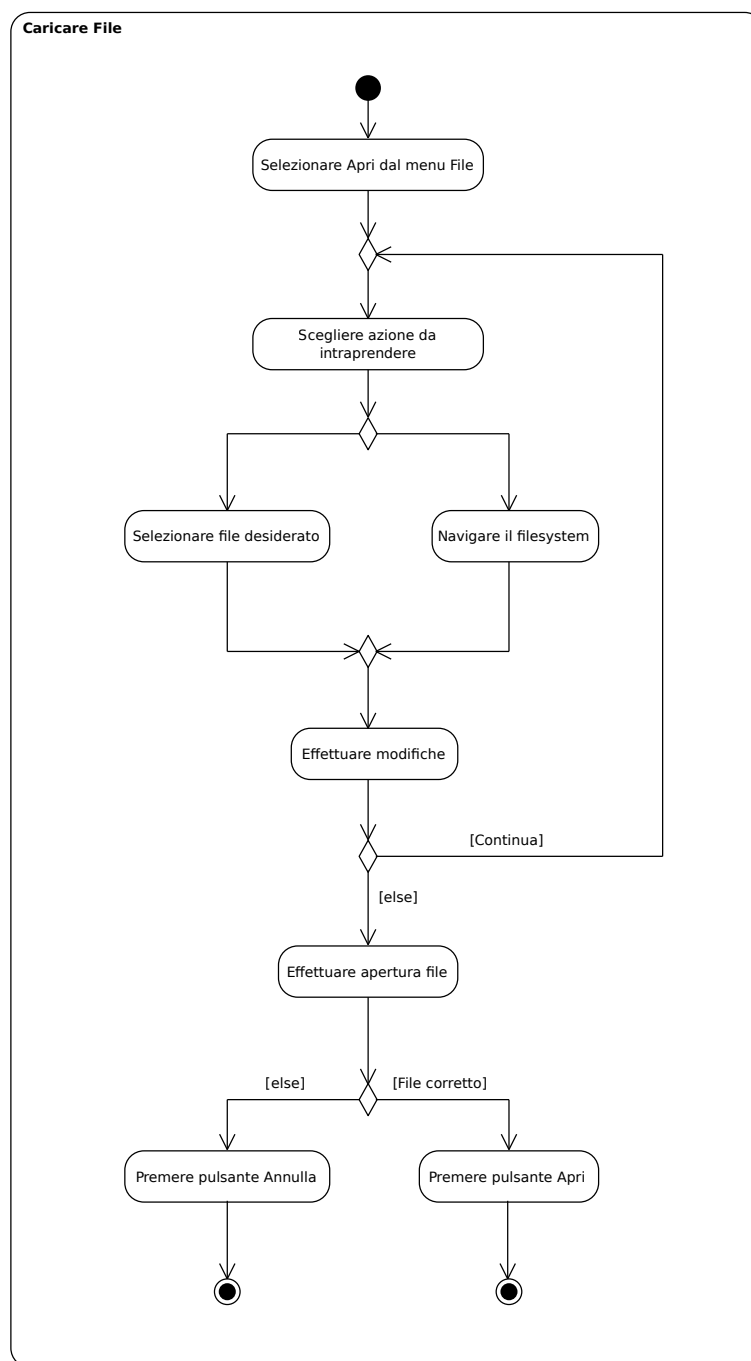 Caricare File
Selezionare Apri dal menu File
Scegliere azione da
intraprendere
Selezionare file desiderato
Navigare il filesystem
Effettuare modifiche
[Continua]
[else]
Effettuare apertura file
[else]
[File corretto]
Premere pulsante Annulla
Premere pulsante Apri